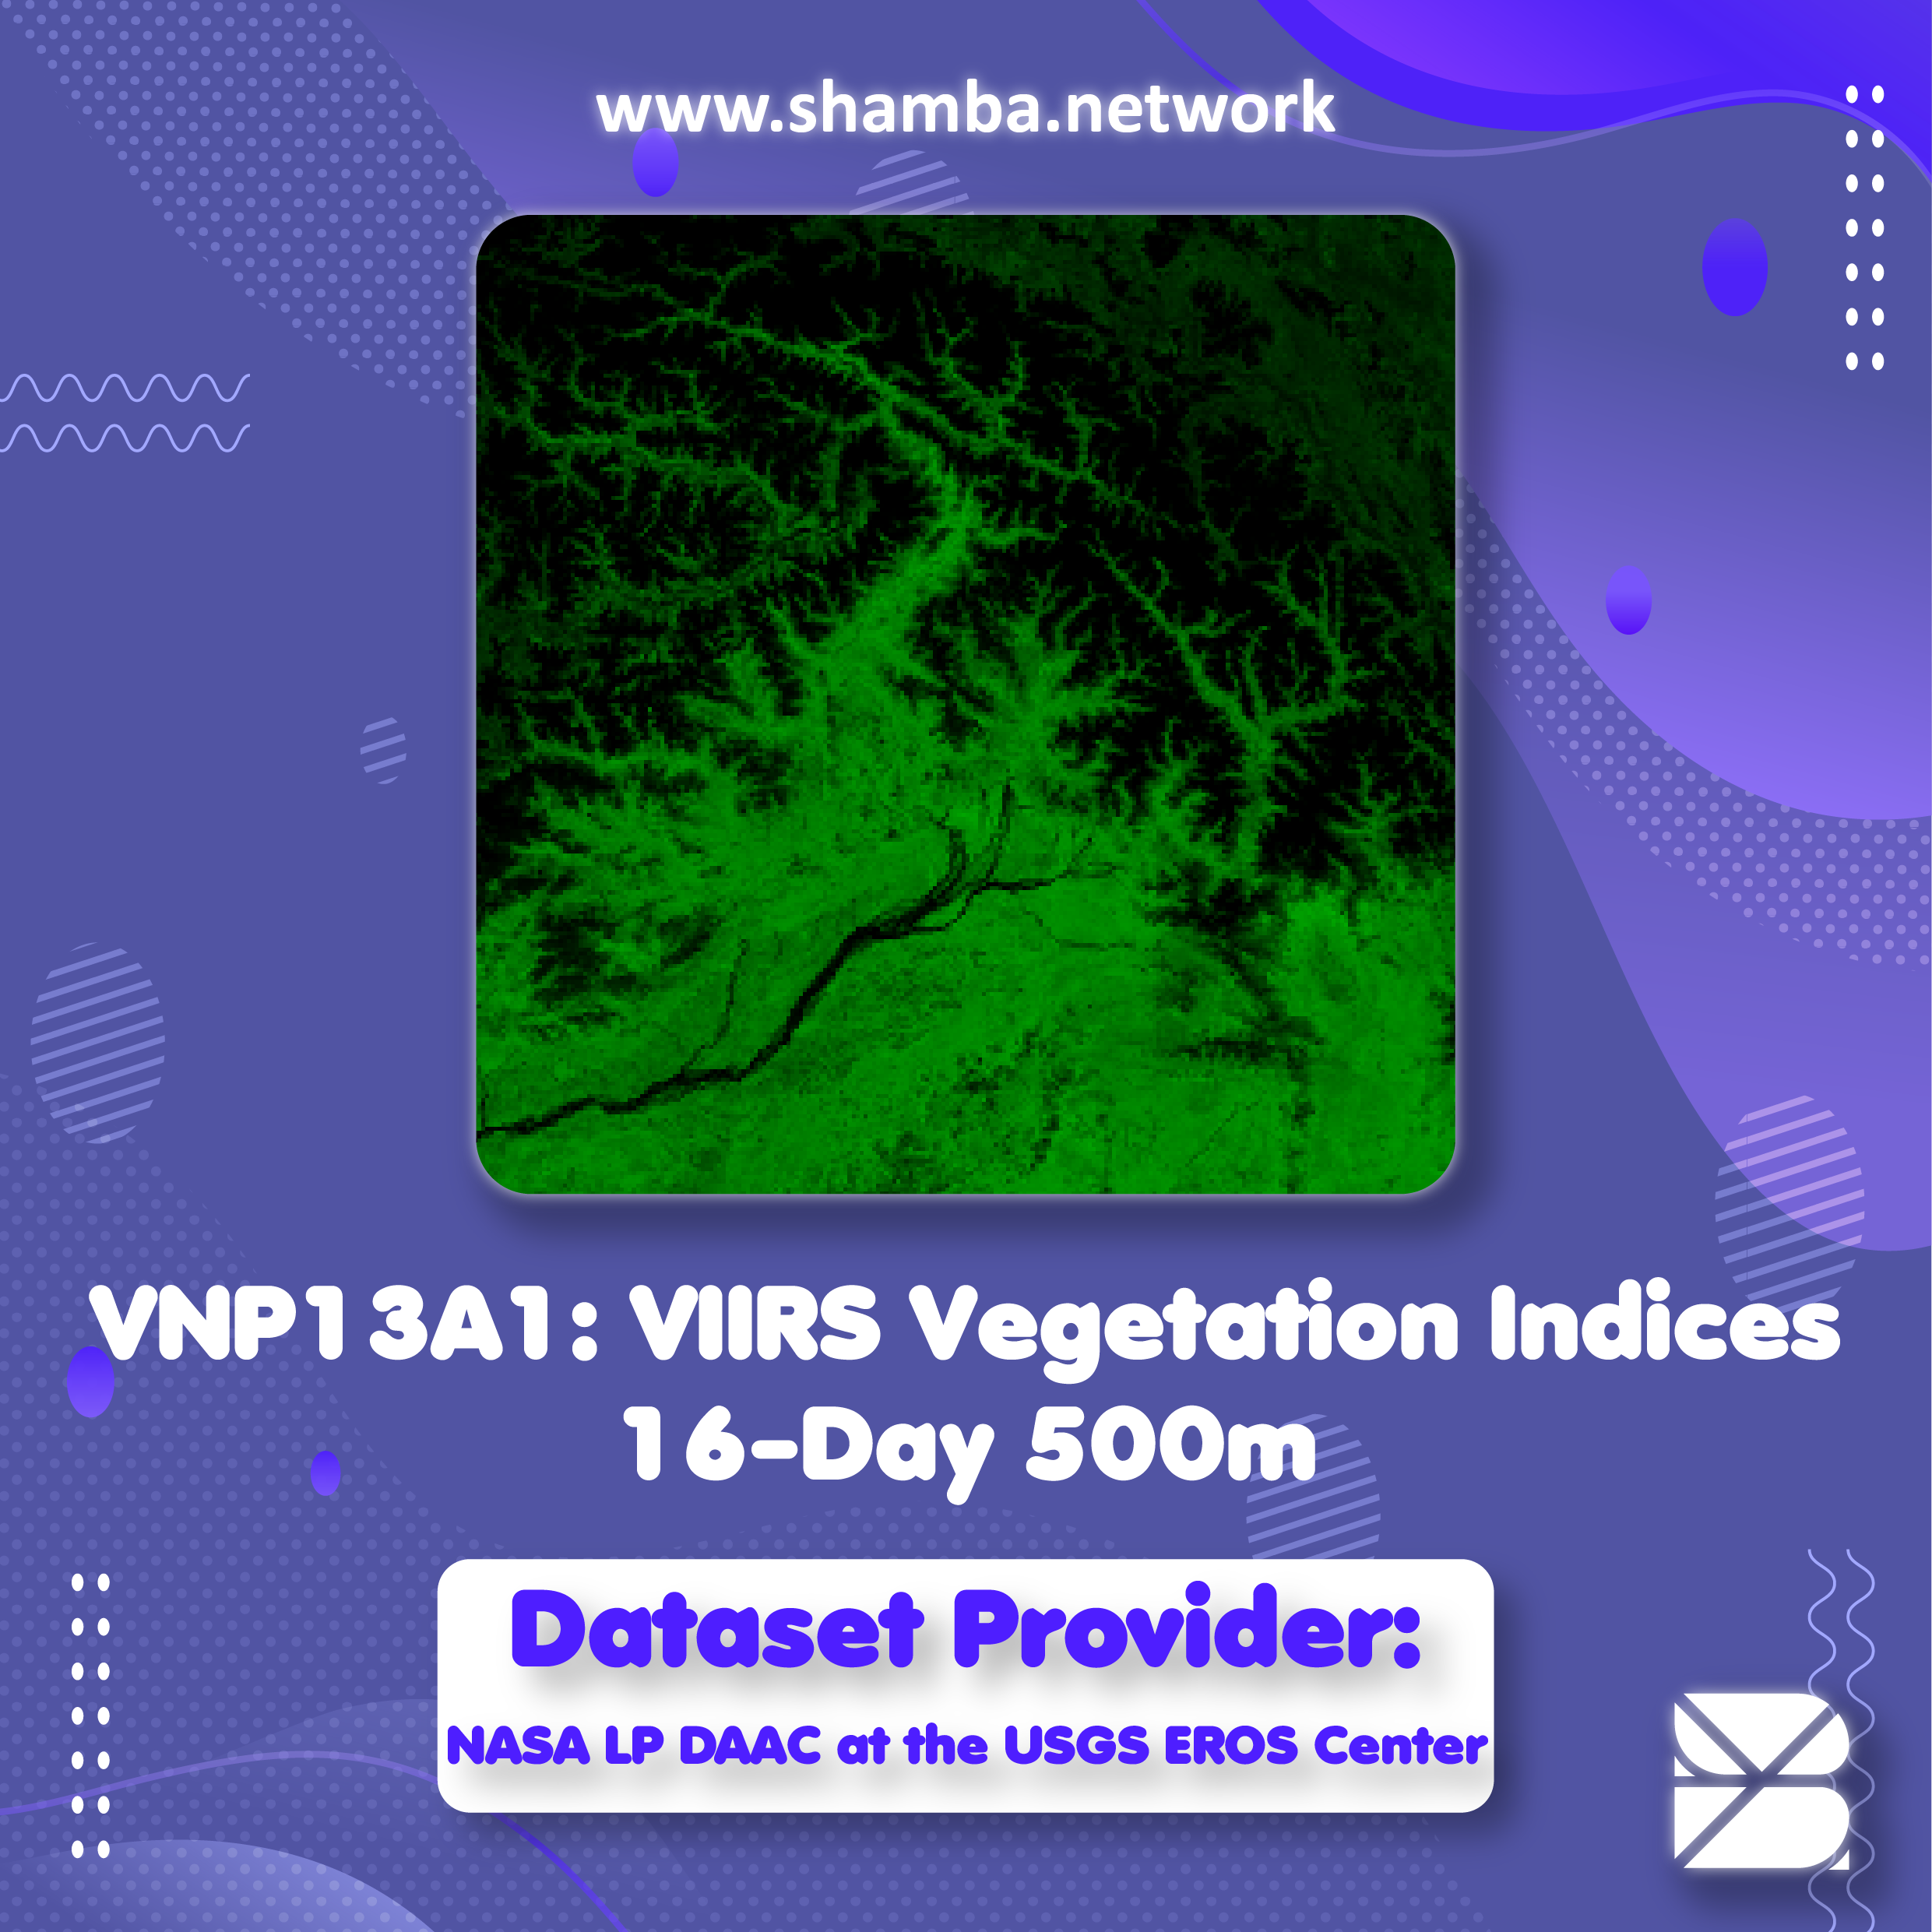 www.shamba.network
VNP13A1: VIIRS Vegetation Indices
16-Day 500m
Dataset Provider:
NASA LP DAAC at the USGS EROS Center